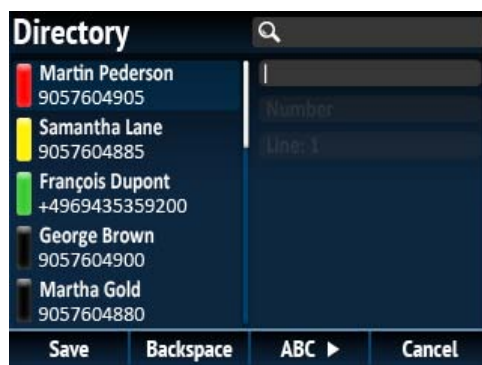 Directory
Martin Pederson
9057604905
Samantha Lane
9057604885
François Dupont
+4969435359200
George Brown
9057604900
Martha Gold
9057604880
Number
Line: 1
Save Backspace ABC ▶ Cancel